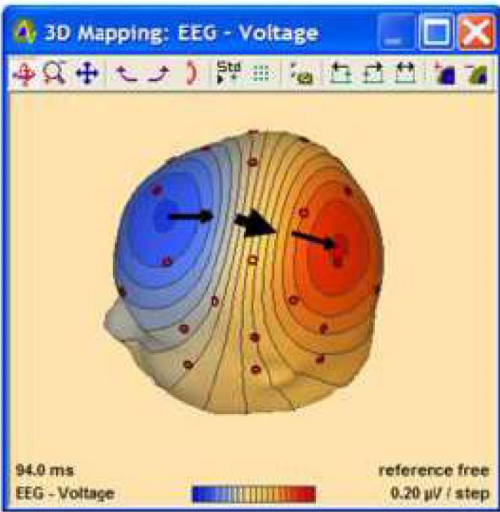 3D Mapping: EEG - Voltage
Std
94.0 ms
reference free
EEG - Voltage
0.20 µV / step